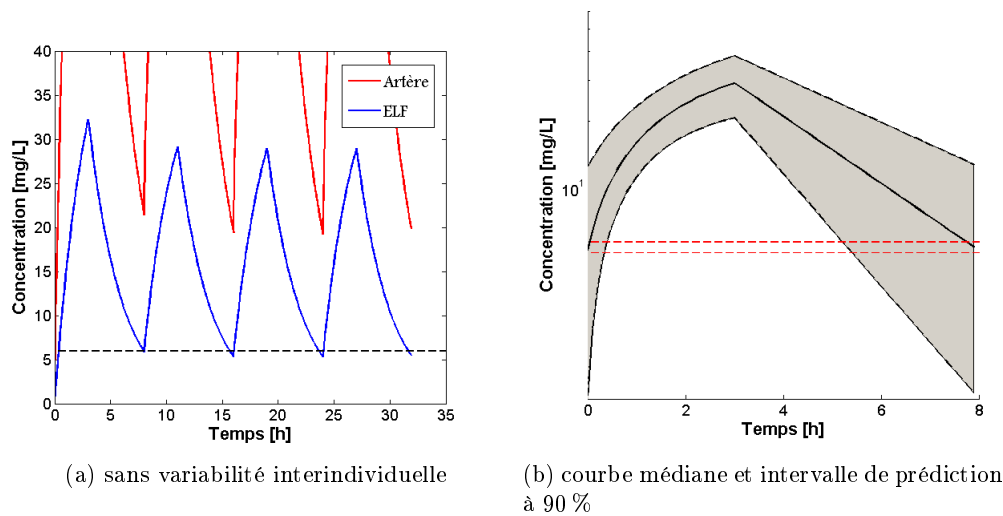 40
35
30
25
20
15
10
5
0
Concentration [mg/L]
Artère
ELF
0 5 10 15 20 25 30 35
Temps [h]
(a) sans variabilité interindividuelle
10¹
Concentration [mg/L]
0 2 4 6 8
Temps [h]
(b) courbe médiane et intervalle de prédiction
à 90 %